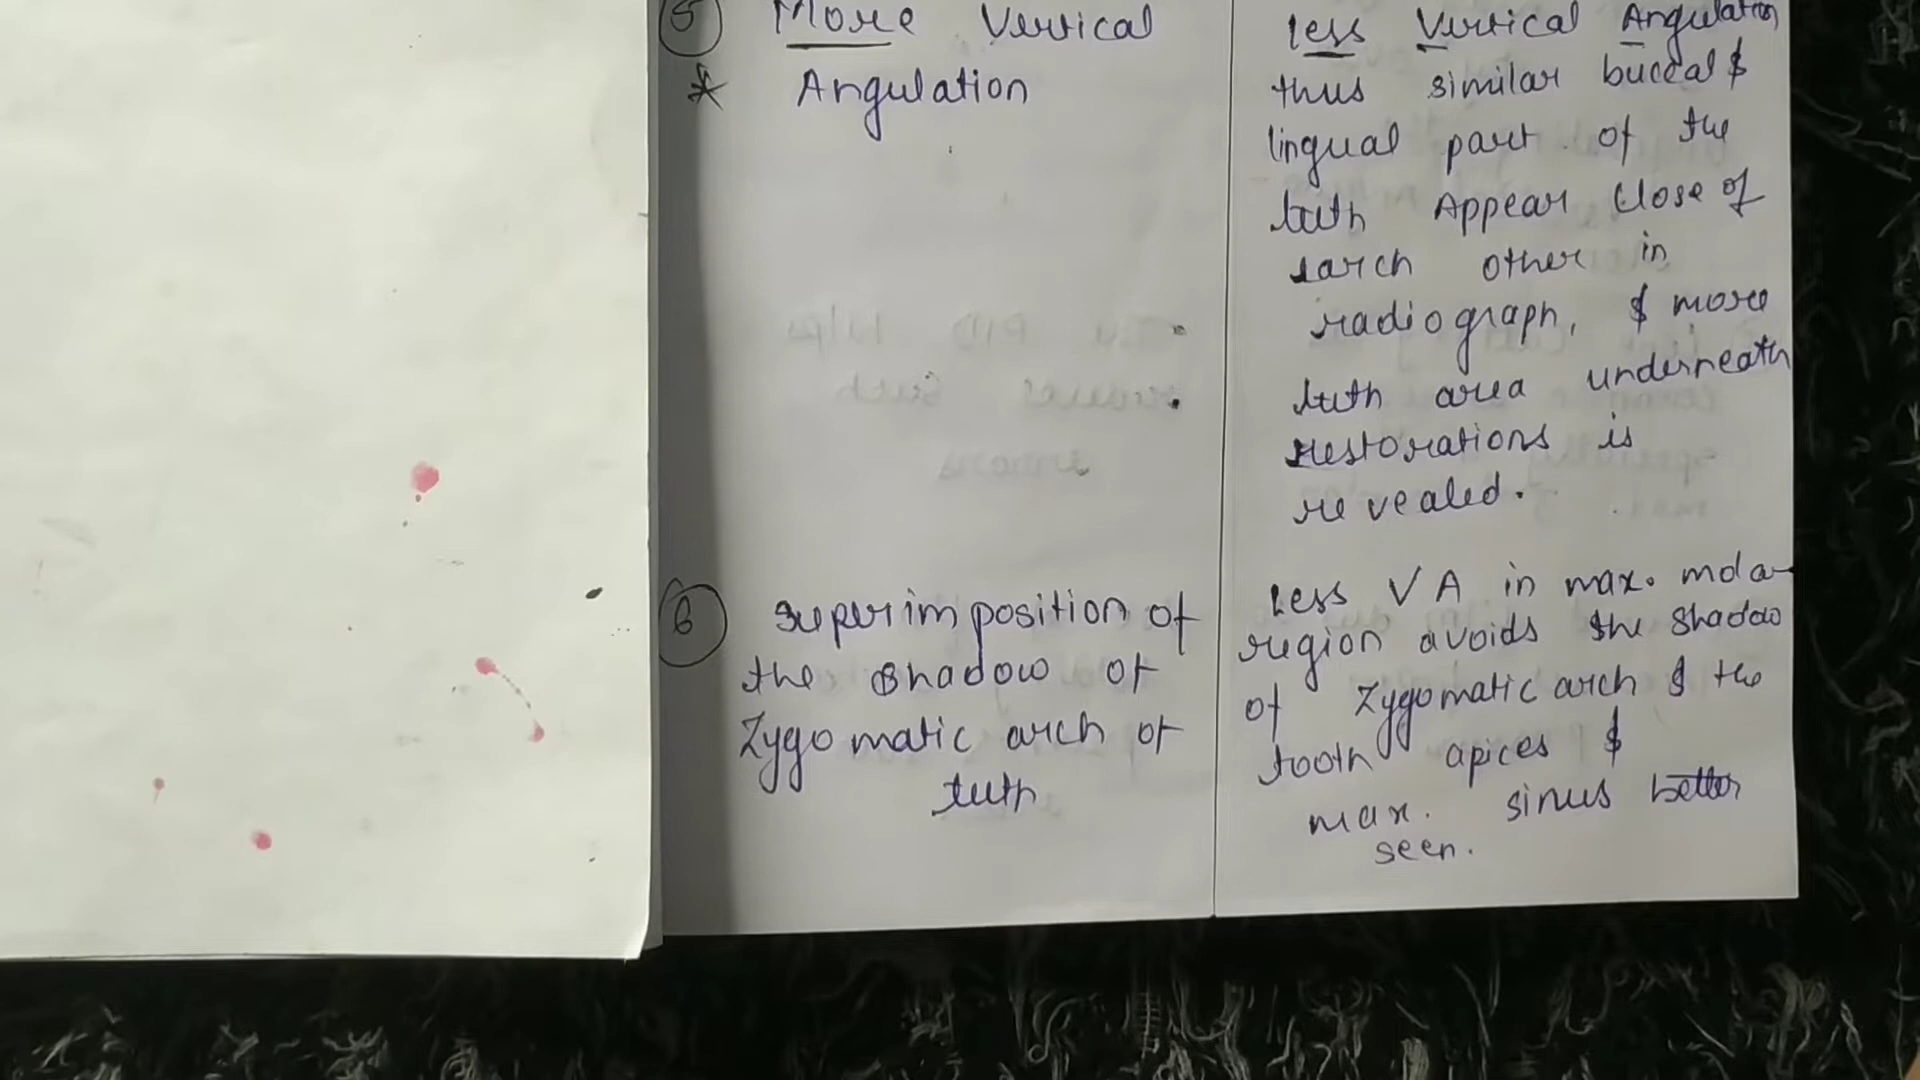 5 More Vertical
* Angulation
6 superimposition of
the shadow of
Zygomatic arch of
teeth
less Vertical Angulation
thus similar buccal &
lingual part of the
teeth Appear Close of
earch other in
radiograph, & more
teeth area underneath
restorations is
revealed.
Less VA in max. molar
region avoids the shadow
of Zygomatic arch & the
tooth apices &
max. sinus better
seen.